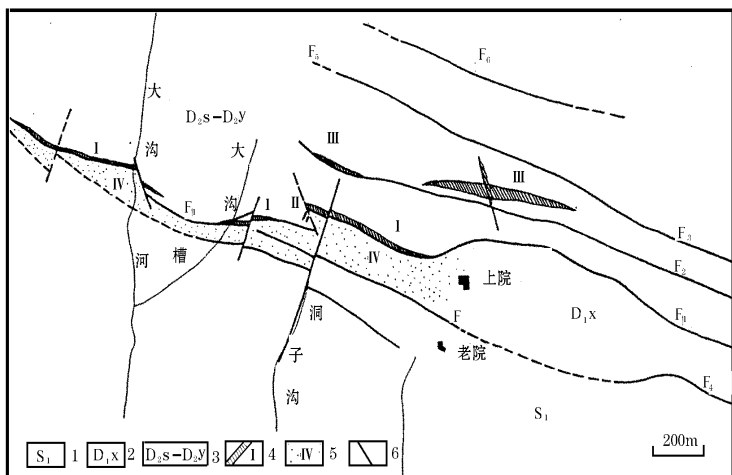 F₅
F₆
大
沟
D₂s-D₂y
大
沟
III
III
I
IV
F₁₁
I
II
I
IV
河
槽
上院
F
老院
洞
子
沟
D₁x
F₃
F₂
F₁₁
F₄
S₁
200m
S₁ 1 D₁x 2 D₂s-D₂y 3 I 4 IV 5 6